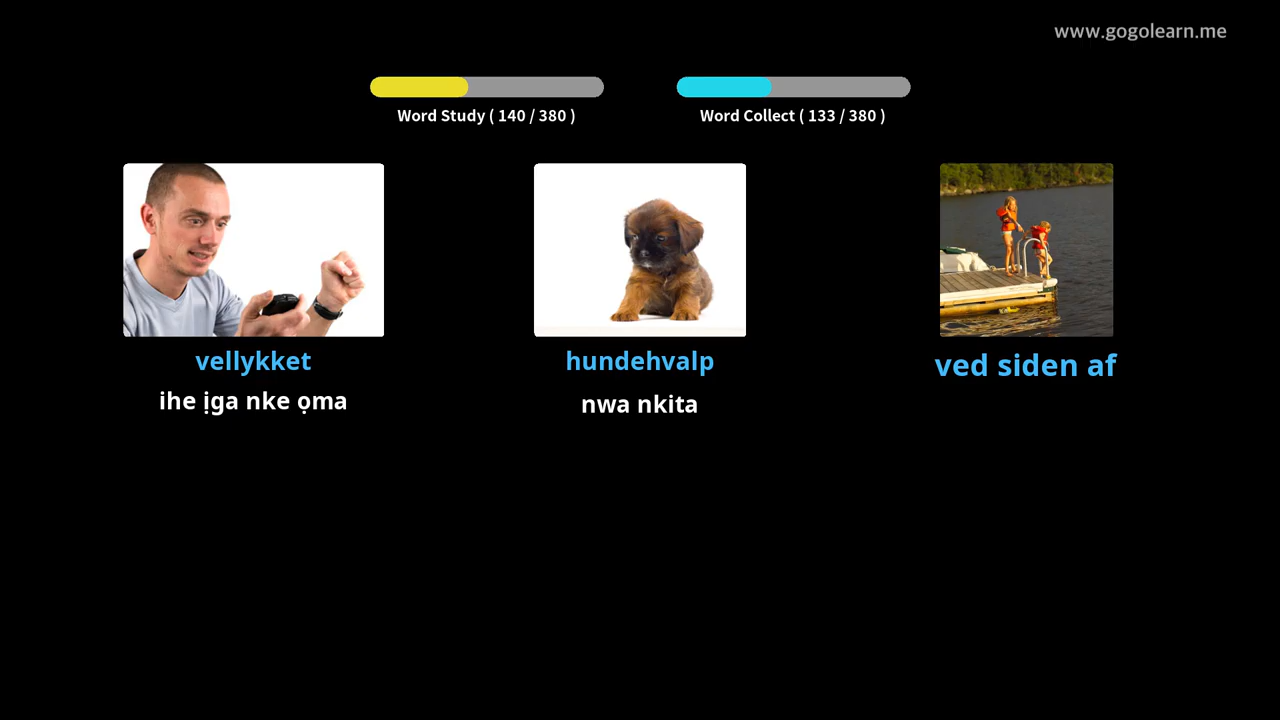 www.gogolearn.me
Word Study ( 140 / 380 )
Word Collect ( 133 / 380 )
vellykket
hundehvalp
ved siden af
ihe ịga nke ọma
nwa nkita